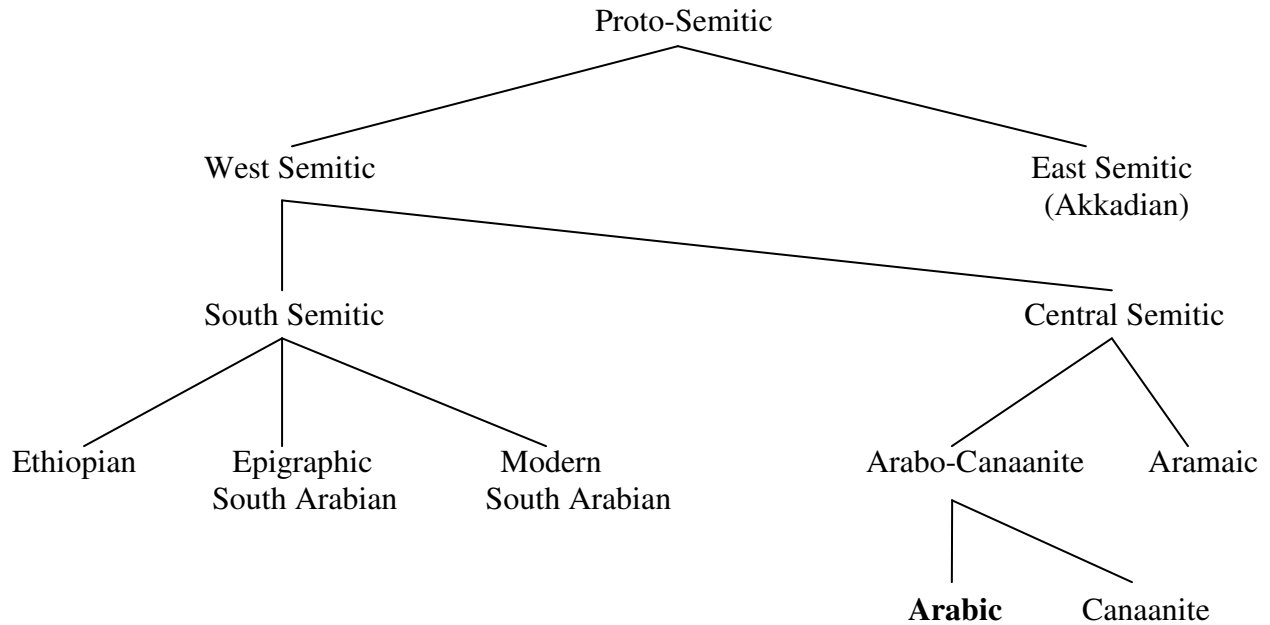 Proto-Semitic
West Semitic
East Semitic
(Akkadian)
South Semitic
Central Semitic
Ethiopian
Epigraphic
South Arabian
Modern
South Arabian
Arabo-Canaanite
Aramaic
Arabic
Canaanite